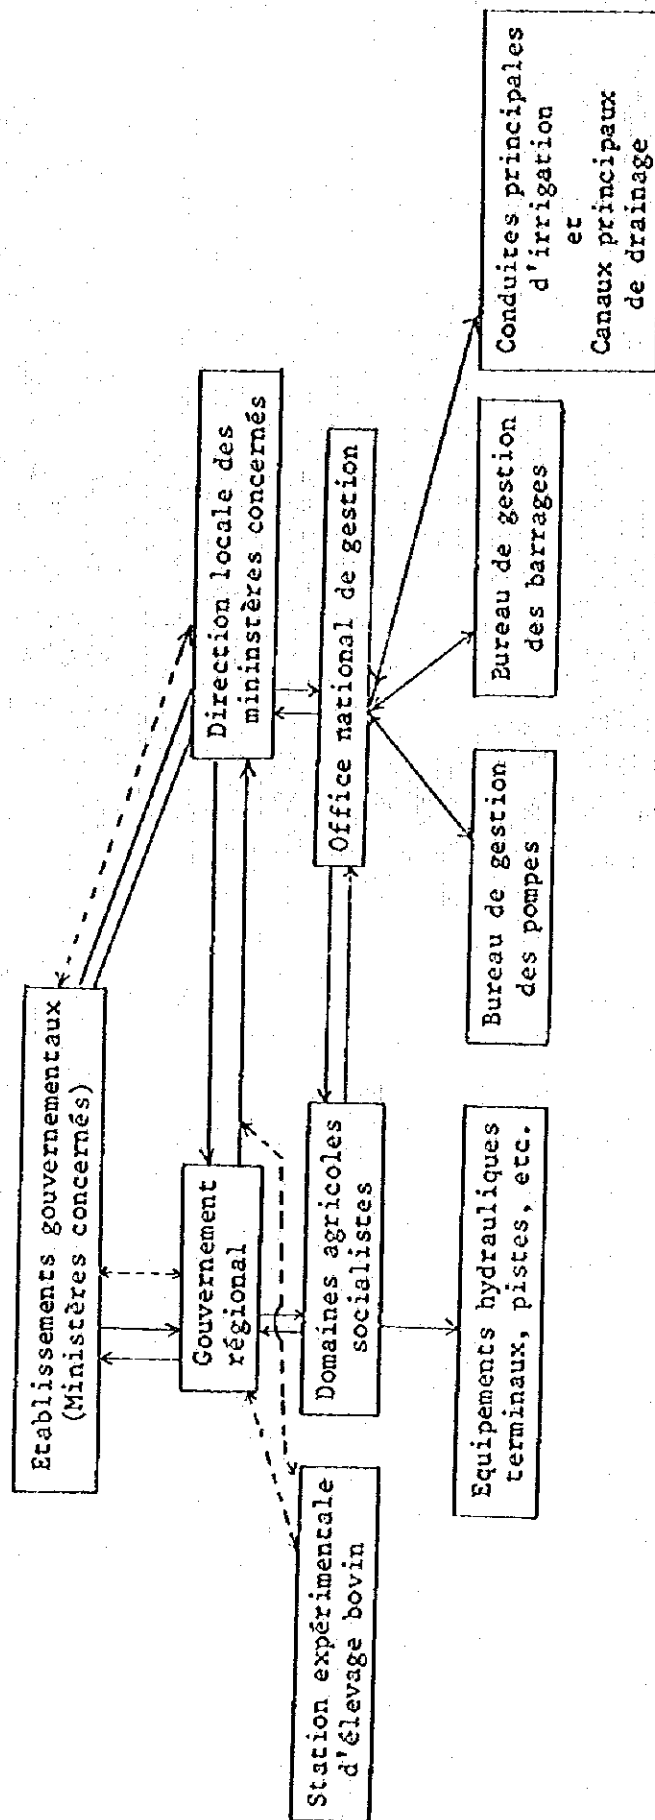 Etablissements gouvernementaux
(Ministères concernés)
Gouvernement
régional
Direction locale des
mininstères concernés
Station expérimentale
d'élevage bovin
Domaines agricoles
socialistes
Office national de gestion
Equipements hydrauliques
terminaux, pistes, etc.
Bureau de gestion
des pompes
Bureau de gestion
des barrages
Conduites principales
d'irrigation
et
Canaux principaux
de drainage